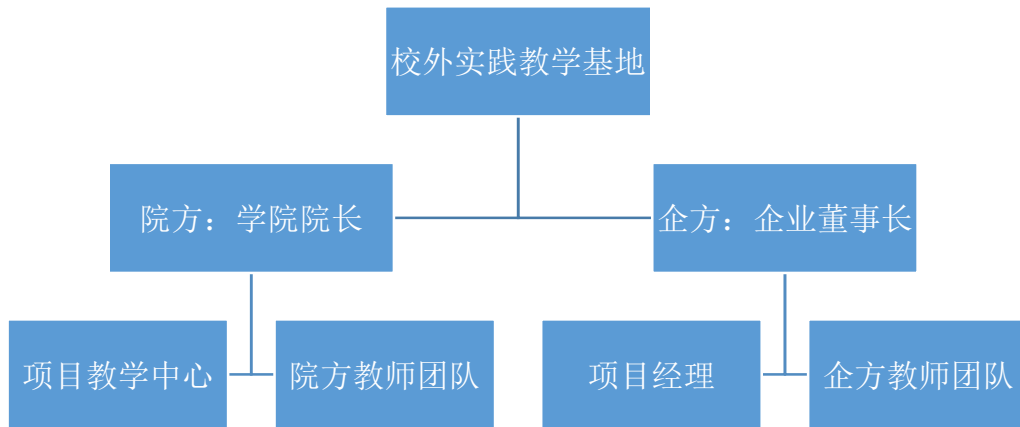 校外实践教学基地
院方：学院院长
企方：企业董事长
项目教学中心
院方教师团队
项目经理
企方教师团队